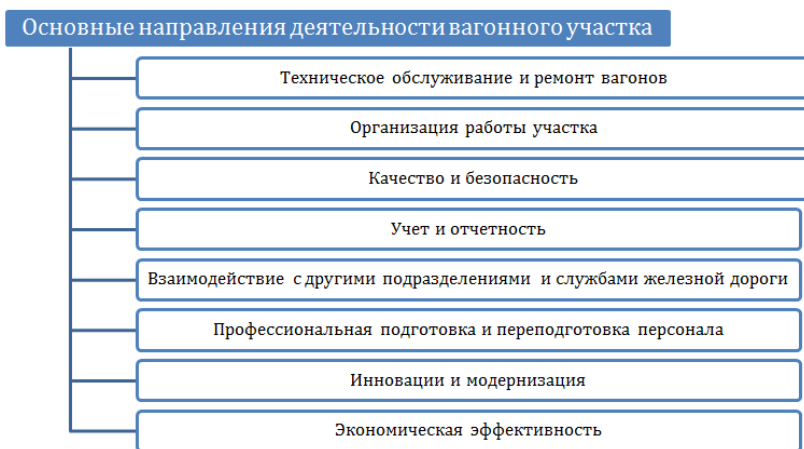 Основные направления деятельности вагонного участка
Техническое обслуживание и ремонт вагонов
Организация работы участка
Качество и безопасность
Учет и отчетность
Взаимодействие с другими подразделениями и службами железной дороги
Профессиональная подготовка и переподготовка персонала
Инновации и модернизация
Экономическая эффективность